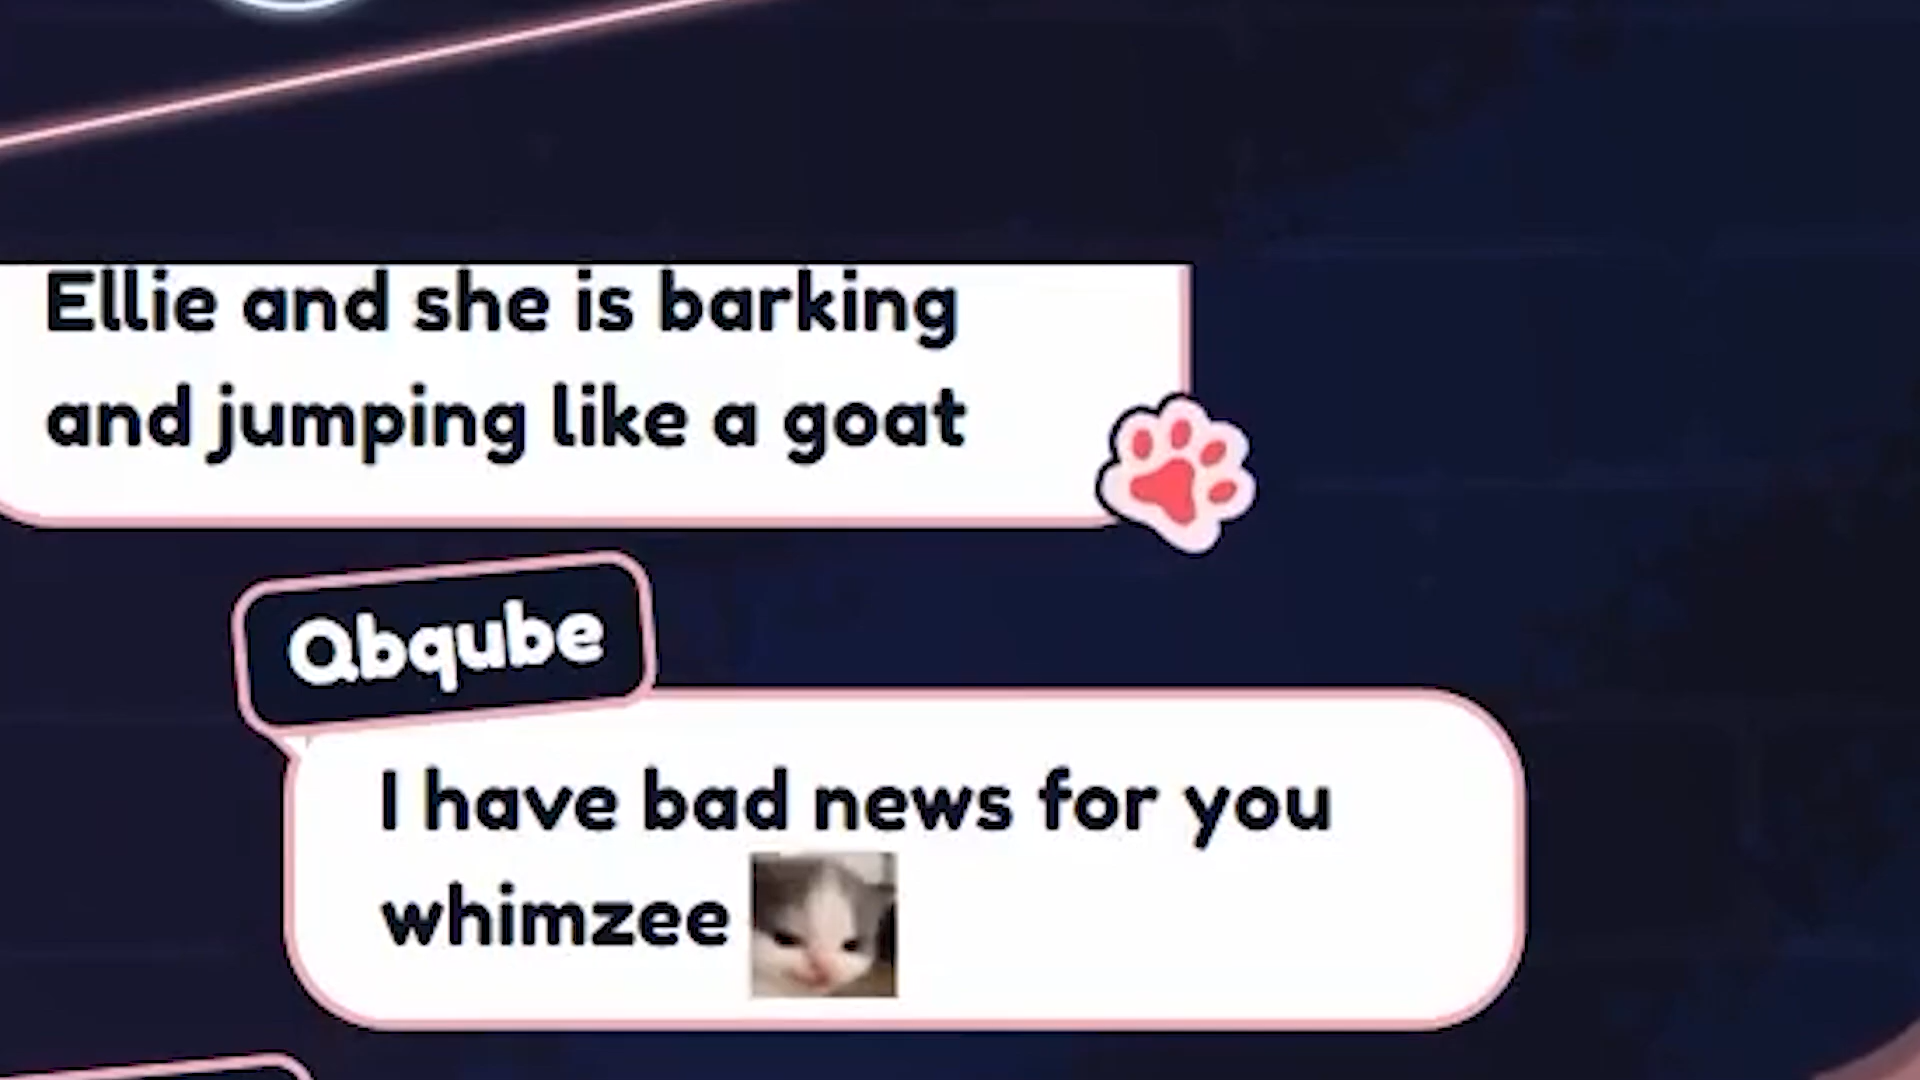 Ellie and she is barking
and jumping like a goat
Qbqube
I have bad news for you
whimzee